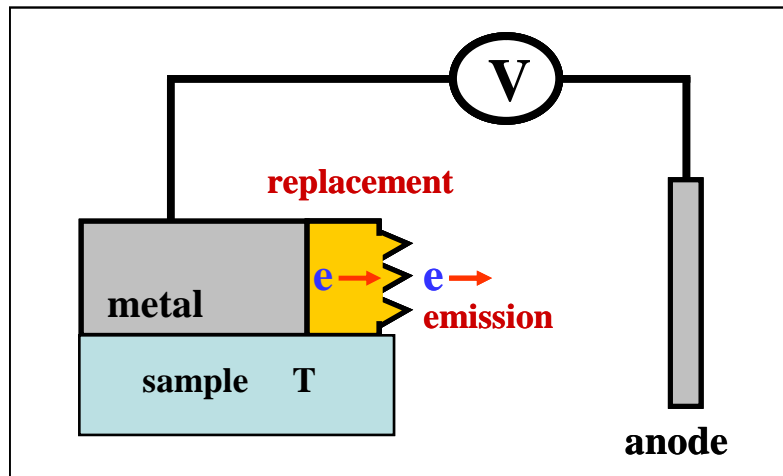 V
replacement
e e
metal
emission
sample T
anode